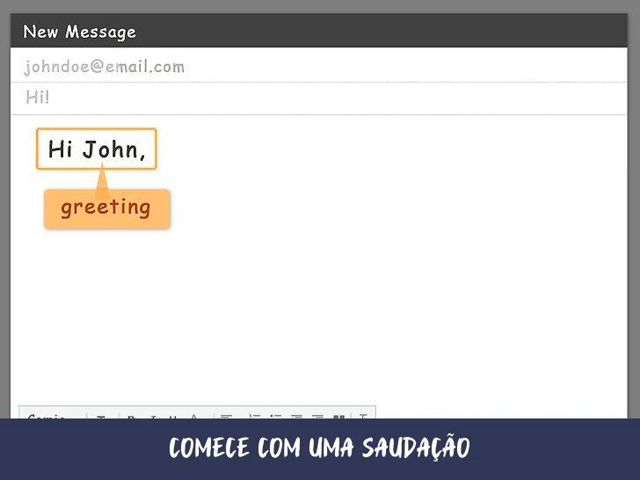 New Message
johndoe@email.com
Hi!
Hi John,
greeting
COMECE COM UMA SAUDAÇÃO